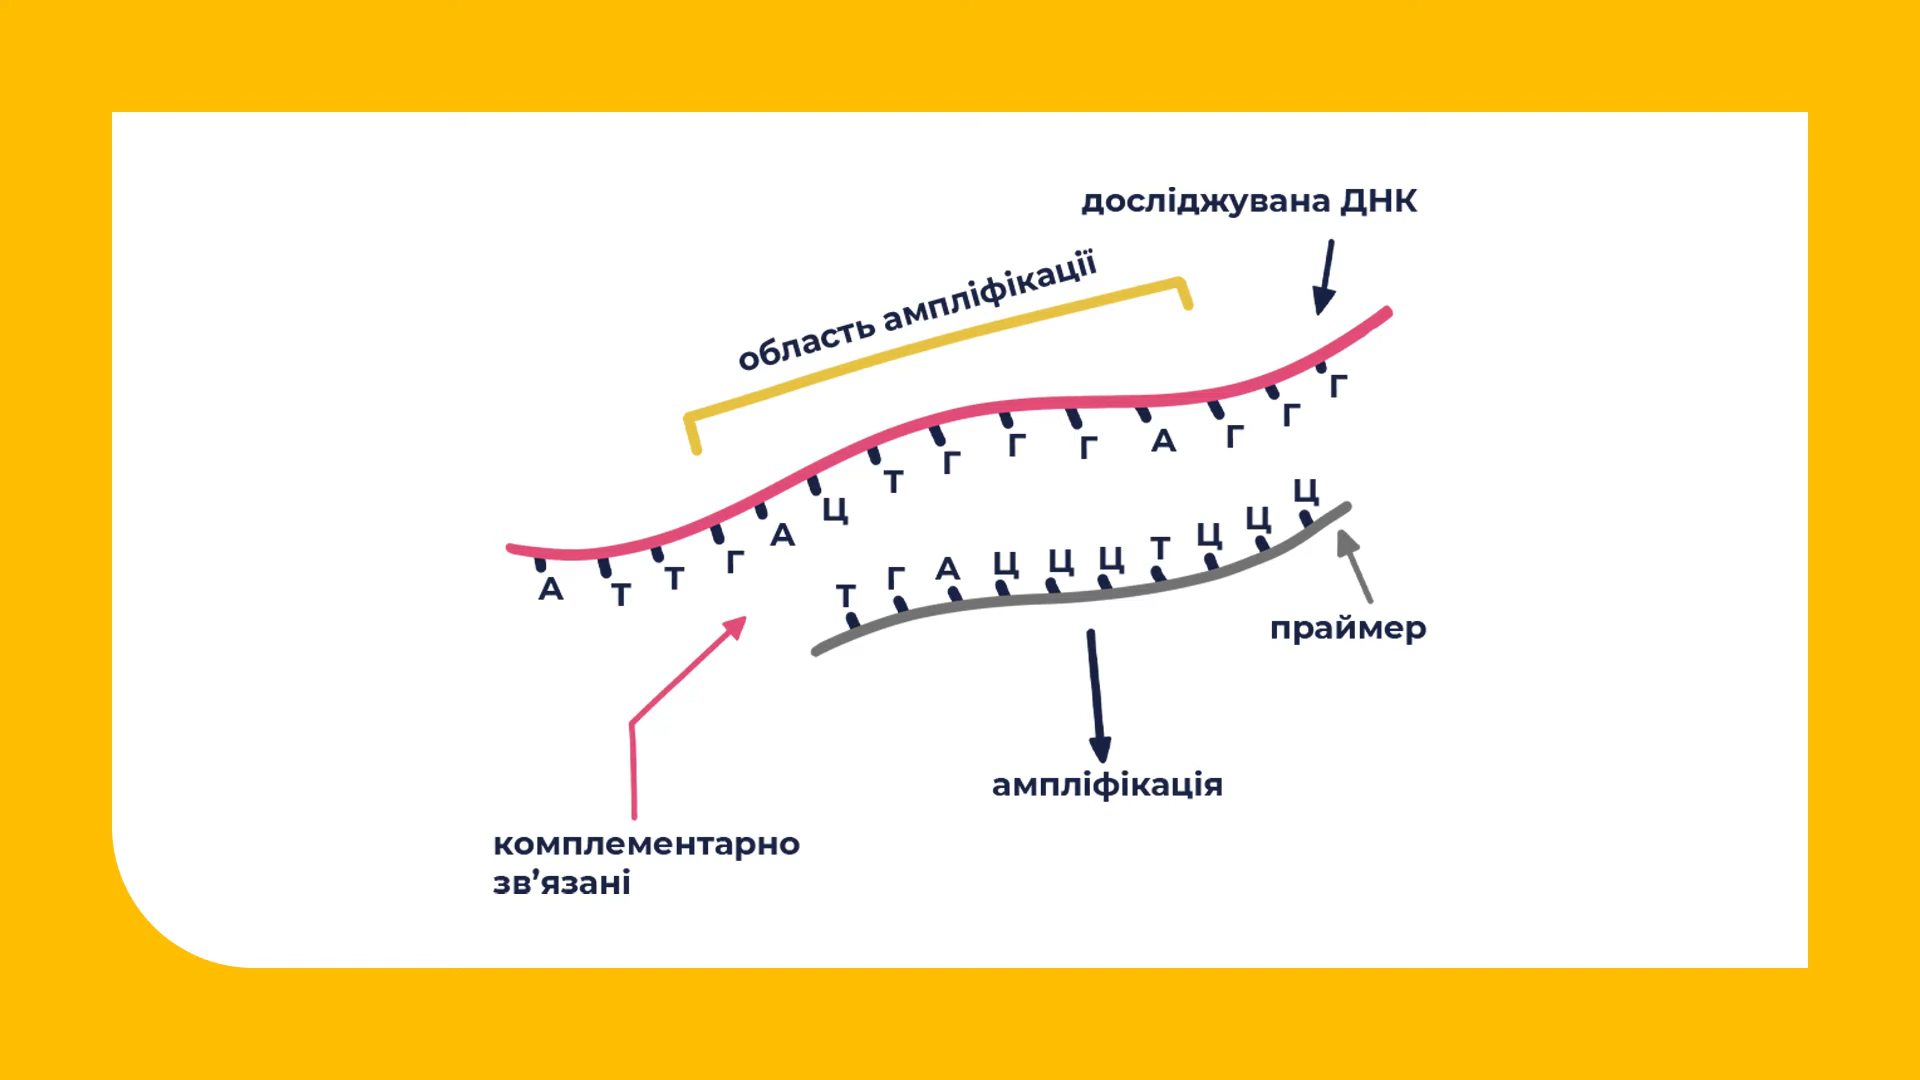 досліджувана ДНК
область ампліфікації
А Т Т Г А Ц Т Г Г Г А Г Г Г
Т Г А Ц Ц Ц Т Ц Ц Ц
праймер
ампліфікація
комплементарно
зв’язані